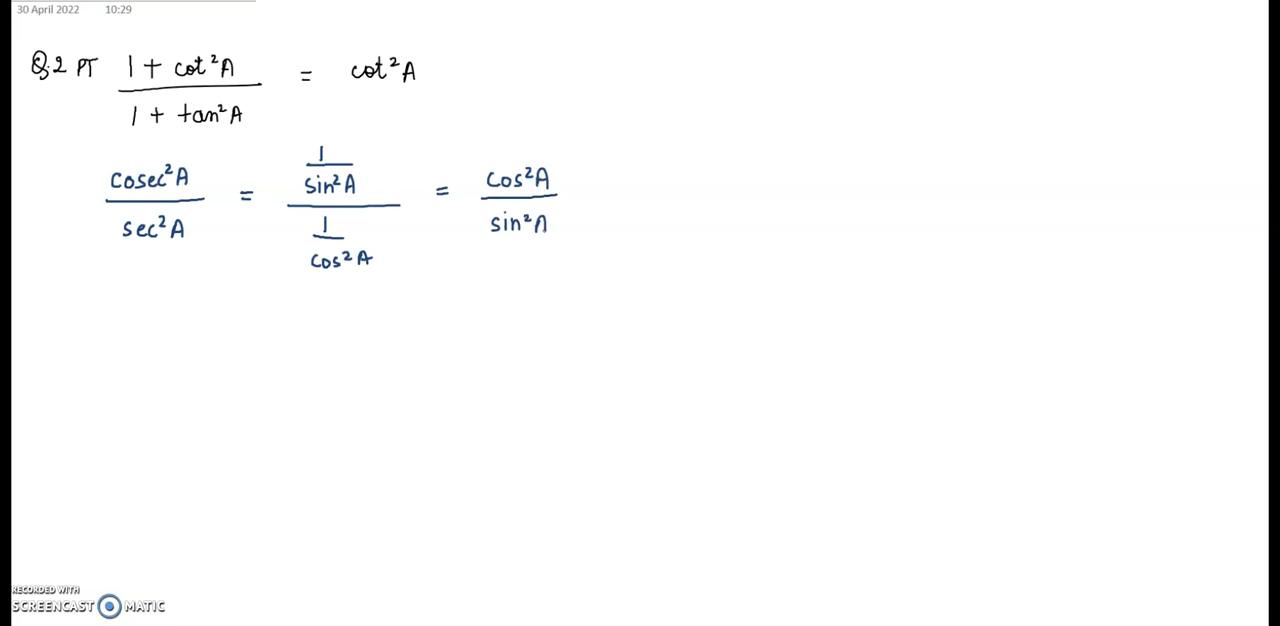 30 April 2022 10:29
Q.2 PT 1 + cot²A / 1 + tan²A = cot²A
cosec²A / sec²A = 1/sin²A / 1/cos²A = cos²A / sin²A
RECORDED WITH
SCREENCAST MATIC